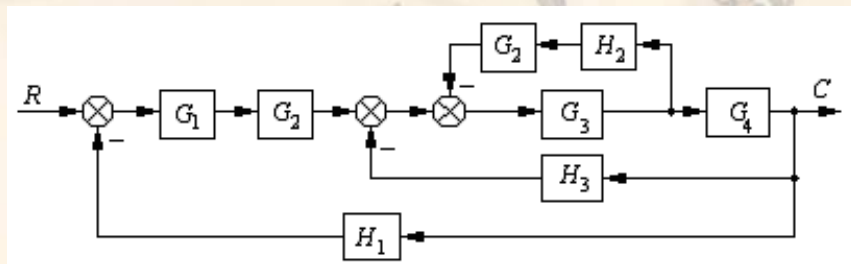 G₂ H₂
R − C
G₁ G₂ G₃ G₄
− −
H₃
H₁